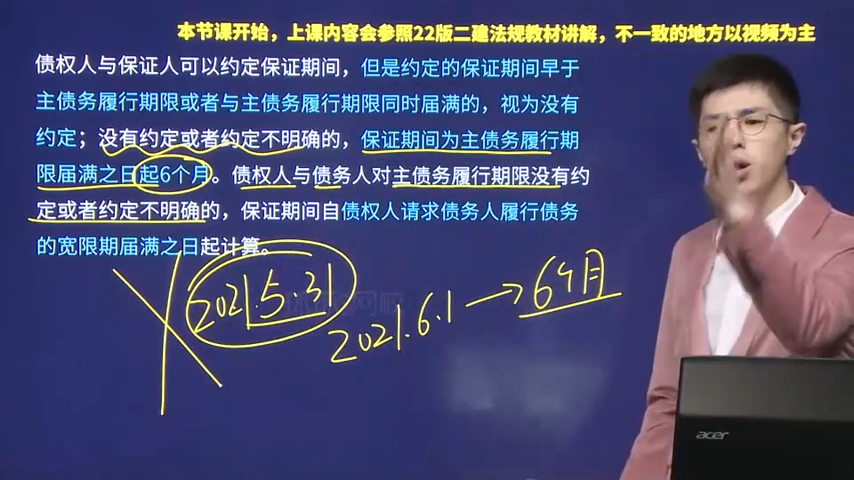 本节课开始，上课内容会参照22版二建法规教材讲解，不一致的地方以视频为主
债权人与保证人可以约定保证期间，但是约定的保证期间早于
主债务履行期限或者与主债务履行期限同时届满的，视为没有
约定；没有约定或者约定不明确的，保证期间为主债务履行期
限届满之日起6个月。债权人与债务人对主债务履行期限没有约
定或者约定不明确的，保证期间自债权人请求债务人履行债务
的宽限期届满之日起计算。
2021.5.31
2021.6.1→6个月
acer